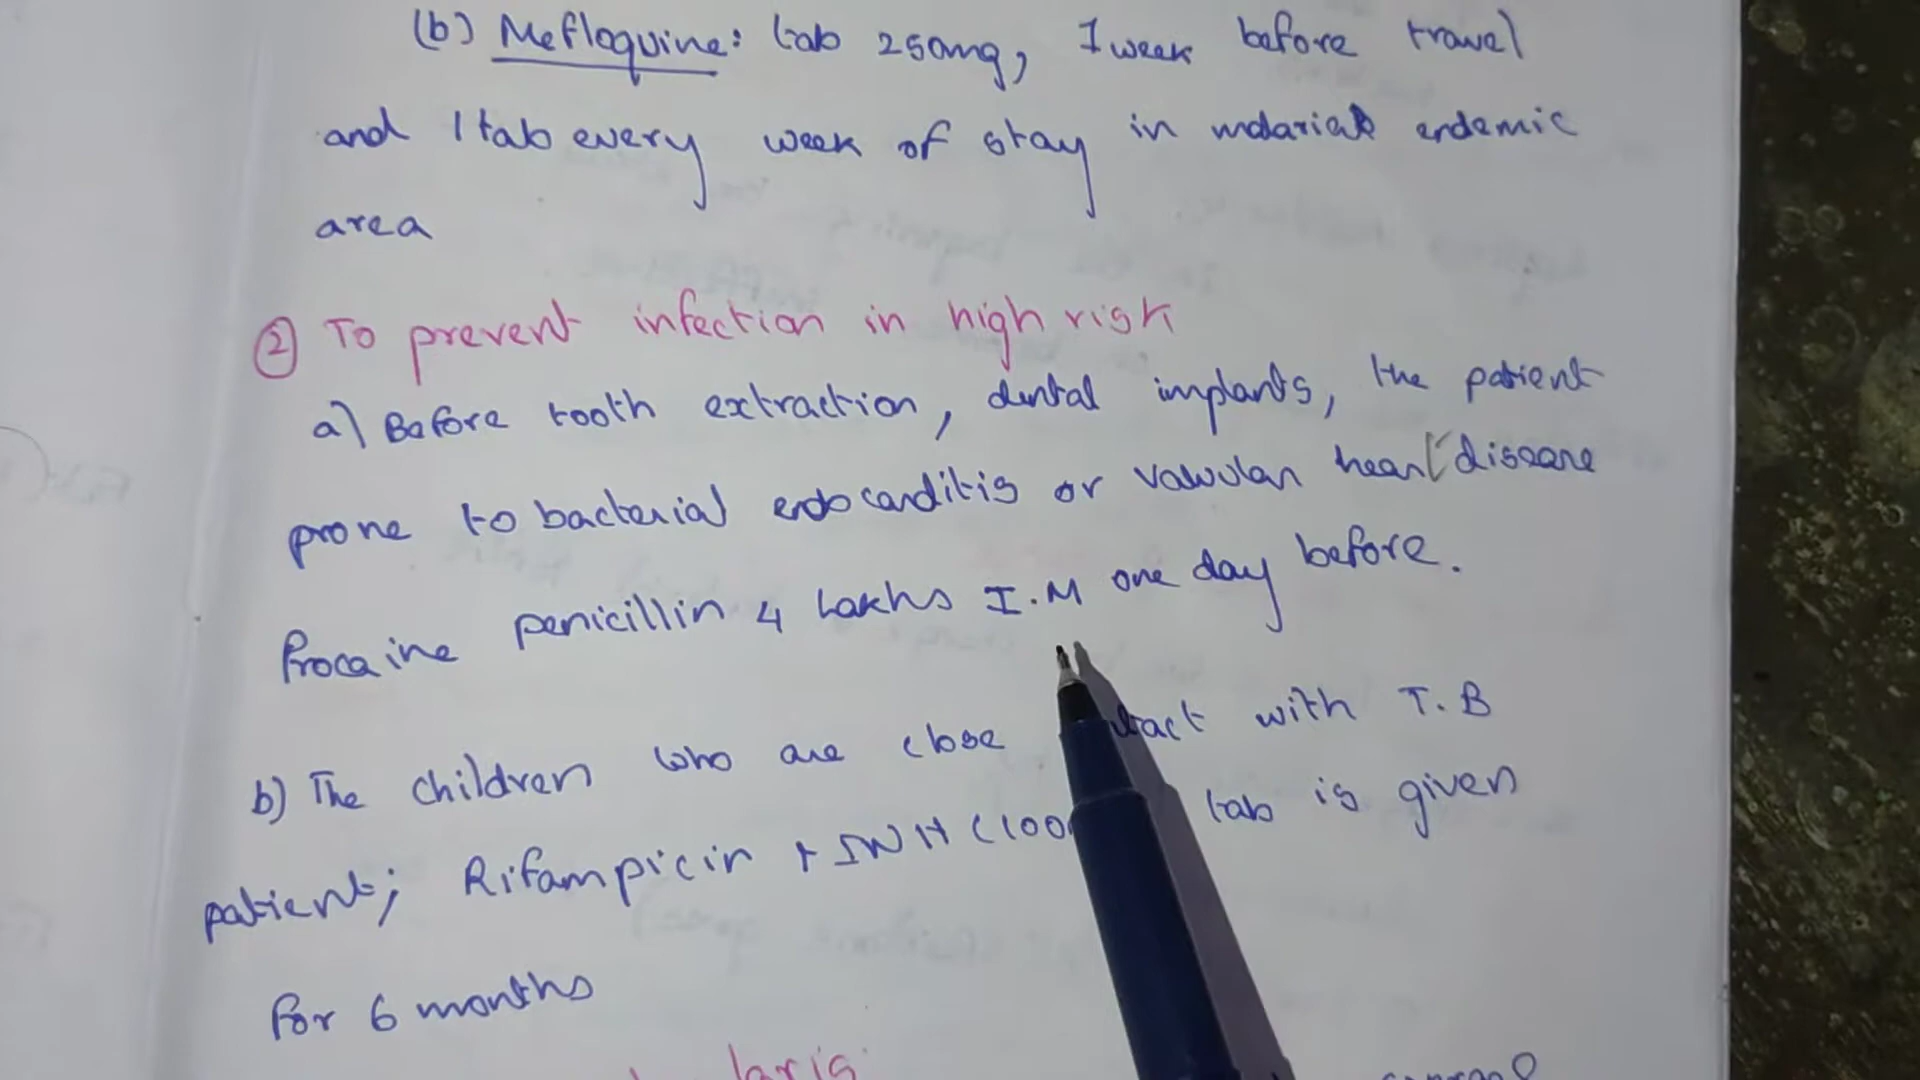 (b) Mefloquine: tab 250mg, 1 week before travel
and 1 tab every week of stay in malarial endemic
area
② To prevent infection in high risk
a) Before tooth extraction, dental implants, the patient
prone to bacterial endocarditis or valvular heart disease
Procaine penicillin 4 lakhs I.M one day before.
b) The children who are close with T.B
patient; Rifampicin + INH (100 tab is given
for 6 months